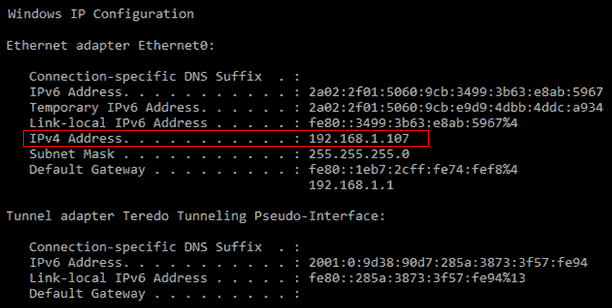 Windows IP Configuration
Ethernet adapter Ethernet0:
Connection-specific DNS Suffix  . :
IPv6 Address. . . . . . . . . . . : 2a02:2f01:5060:9cb:3499:3b63:e8ab:5967
Temporary IPv6 Address. . . . . . : 2a02:2f01:5060:9cb:e9d9:4dbb:4ddc:a934
Link-local IPv6 Address . . . . . : fe80::3499:3b63:e8ab:5967%4
IPv4 Address. . . . . . . . . . . : 192.168.1.107
Subnet Mask . . . . . . . . . . . : 255.255.255.0
Default Gateway . . . . . . . . . : fe80::1eb7:2cff:fe74:fef8%4
192.168.1.1
Tunnel adapter Teredo Tunneling Pseudo-Interface:
Connection-specific DNS Suffix  . :
IPv6 Address. . . . . . . . . . . : 2001:0:9d38:90d7:285a:3873:3f57:fe94
Link-local IPv6 Address . . . . . : fe80::285a:3873:3f57:fe94%13
Default Gateway . . . . . . . . . :